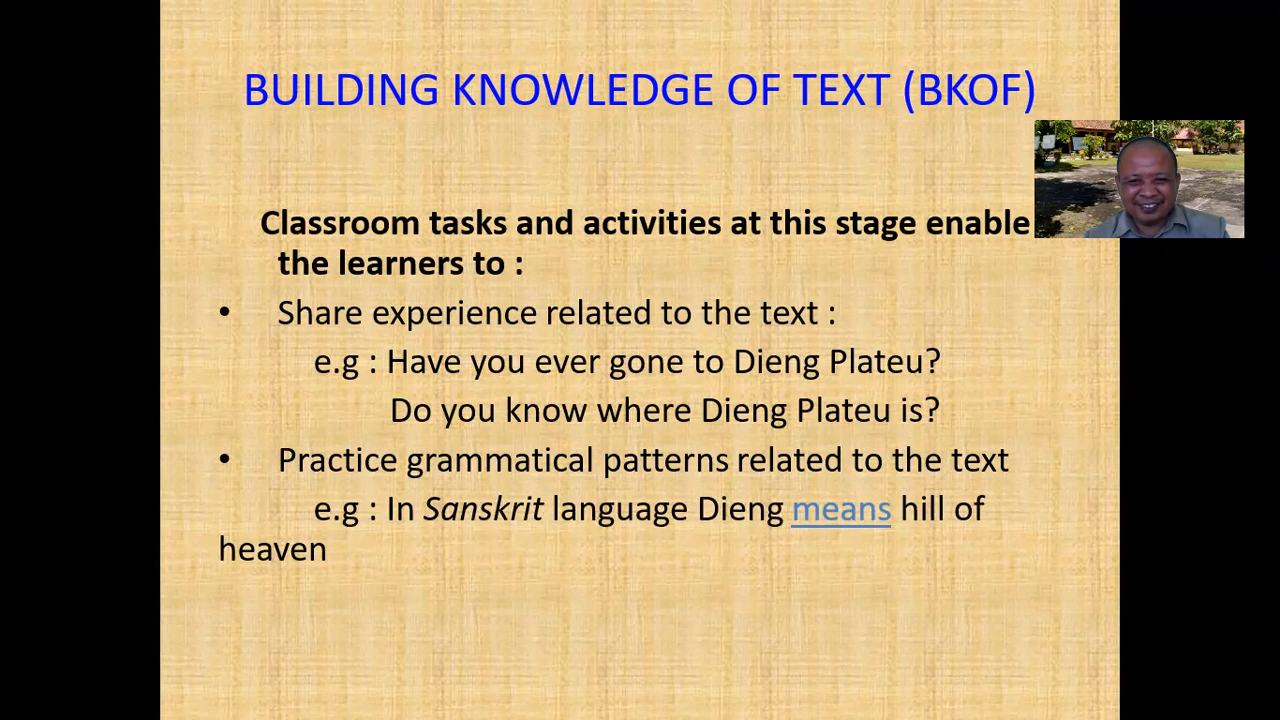 BUILDING KNOWLEDGE OF TEXT (BKOF)
Classroom tasks and activities at this stage enable
the learners to :
• Share experience related to the text :
e.g : Have you ever gone to Dieng Plateu?
Do you know where Dieng Plateu is?
• Practice grammatical patterns related to the text
e.g : In Sanskrit language Dieng means hill of
heaven